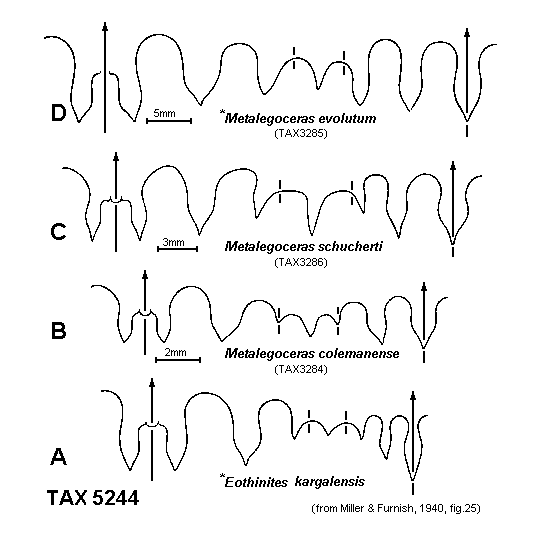 D
5mm
*Metalegoceras evolutum
(TAX3285)
C
3mm
Metalegoceras schucherti
(TAX3286)
B
2mm
Metalegoceras colemanense
(TAX3284)
A
*Eothinites kargalensis
TAX 5244
(from Miller & Furnish, 1940, fig.25)